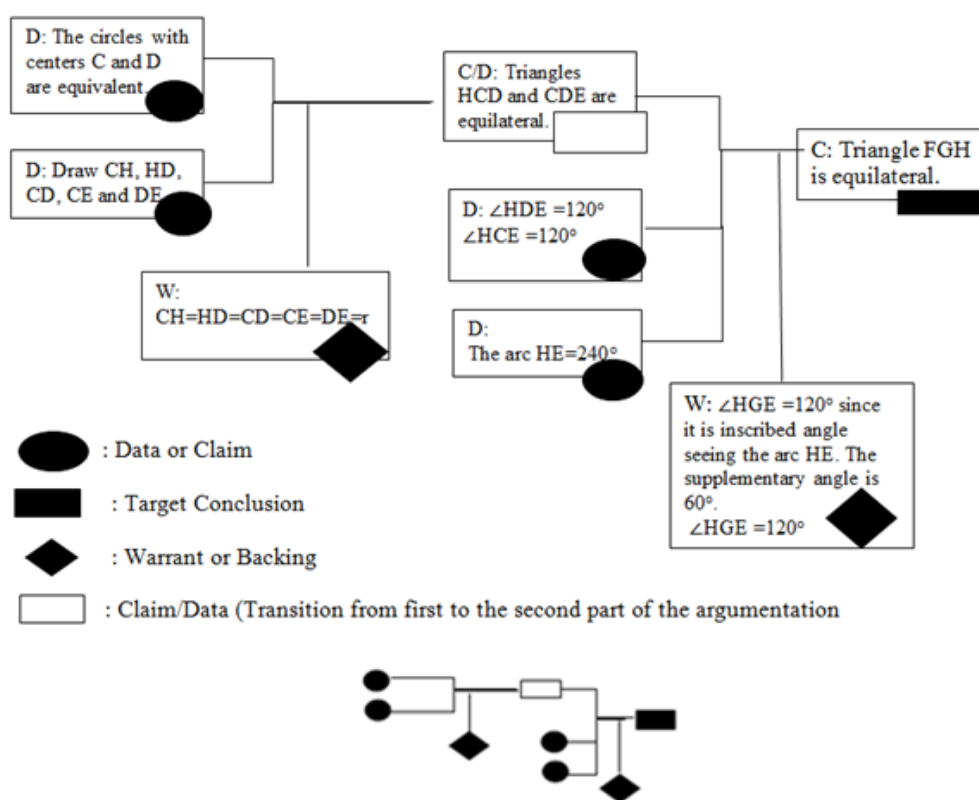 D: The circles with
centers C and D
are equivalent.
D: Draw CH, HD,
CD, CE and DE
W:
CH=HD=CD=CE=DE=r
C/D: Triangles
HCD and CDE are
equilateral.
D: ∠HDE =120°
∠HCE =120°
D:
The arc HE=240°
C: Triangle FGH
is equilateral.
W: ∠HGE =120° since
it is inscribed angle
seeing the arc HE. The
supplementary angle is
60°.
∠HGE =120°
: Data or Claim
: Target Conclusion
: Warrant or Backing
: Claim/Data (Transition from first to the second part of the argumentation